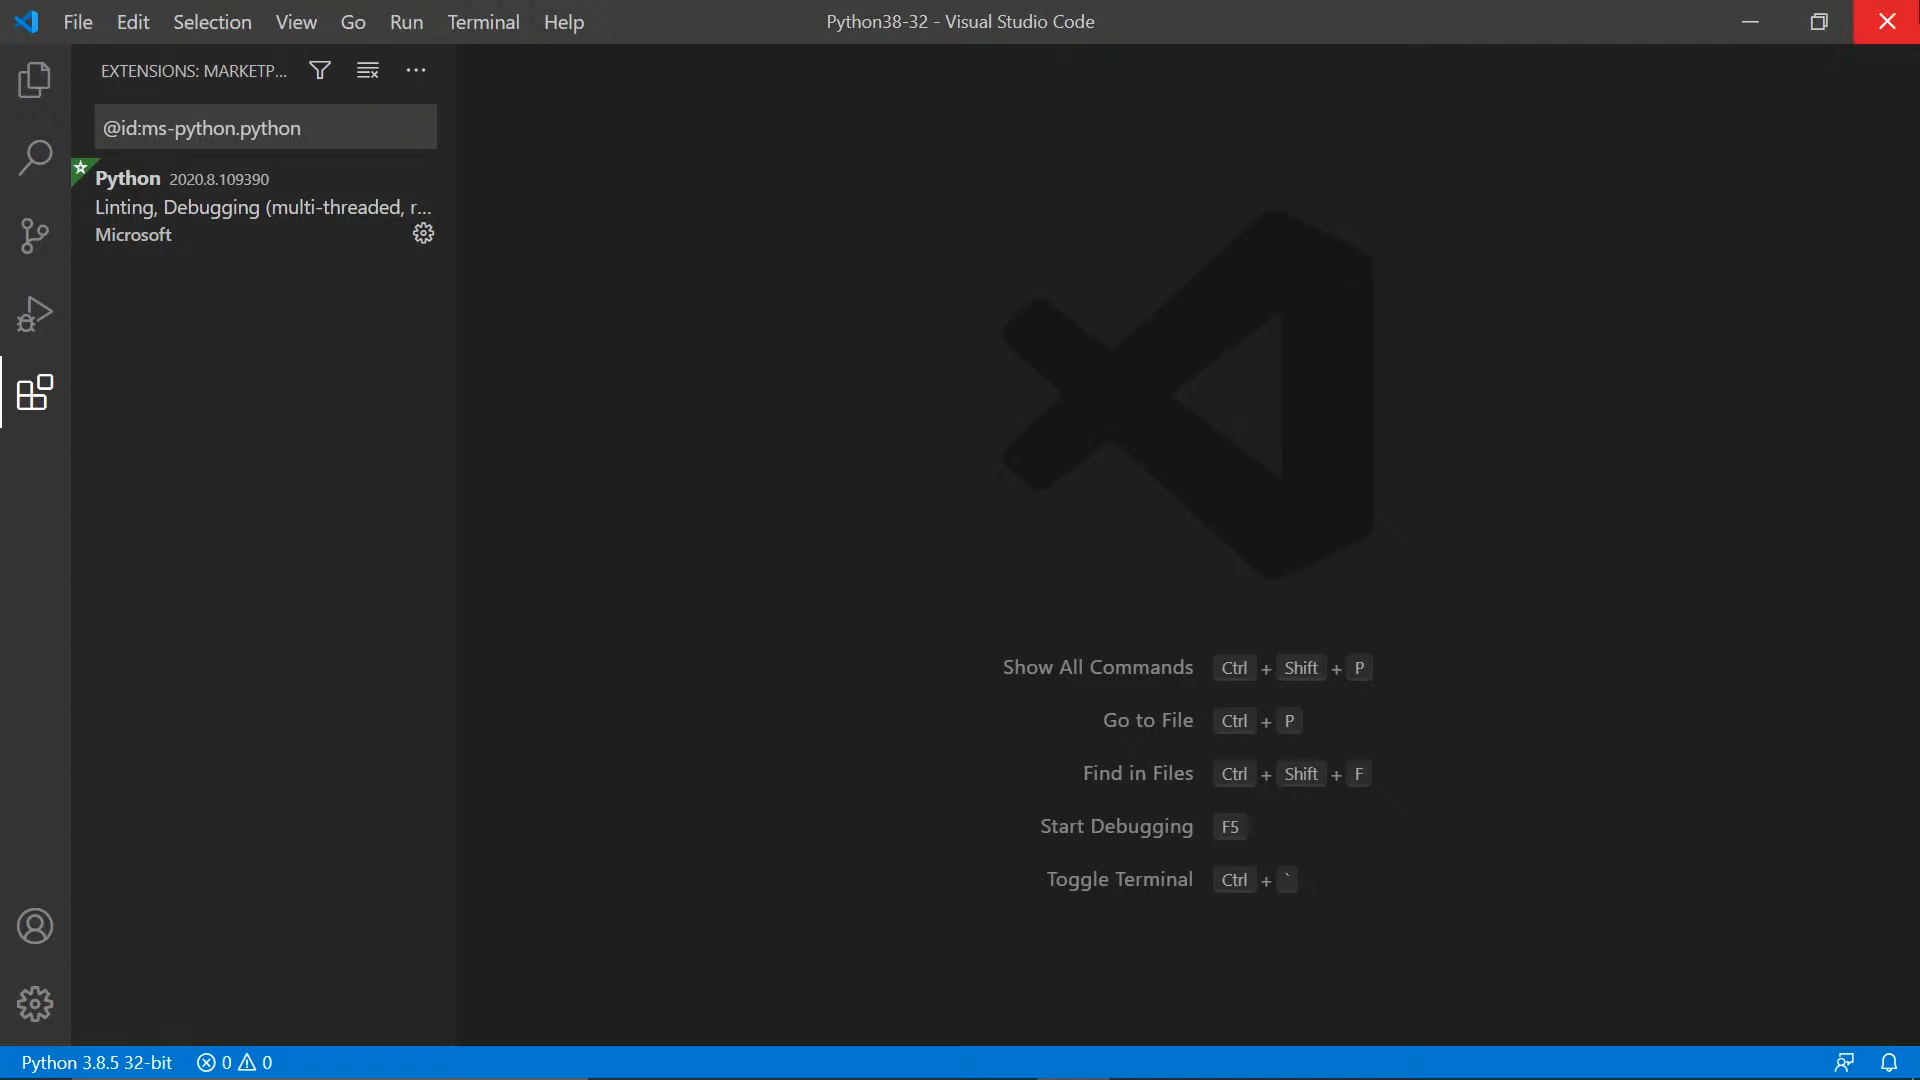 File Edit Selection View Go Run Terminal Help
Python38-32 - Visual Studio Code
EXTENSIONS: MARKETP...
@id:ms-python.python
Python 2020.8.109390
Linting, Debugging (multi-threaded, r...
Microsoft
Show All Commands Ctrl + Shift + P
Go to File Ctrl + P
Find in Files Ctrl + Shift + F
Start Debugging F5
Toggle Terminal Ctrl + `
Python 3.8.5 32-bit 0 0